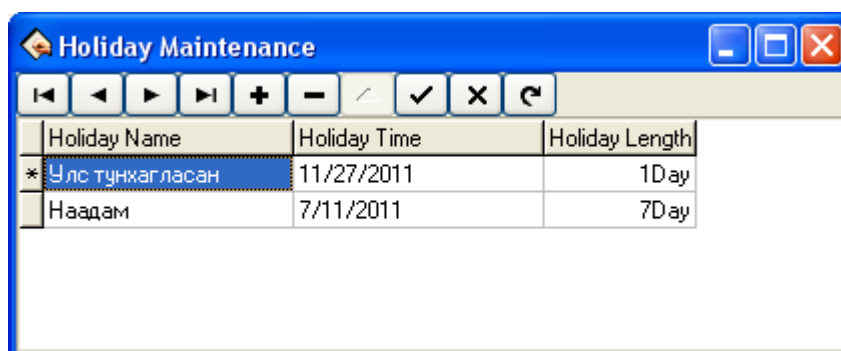 Holiday Maintenance
Holiday Name Holiday Time Holiday Length
* Улс тунхагласан 11/27/2011 1Day
Наадам 7/11/2011 7Day